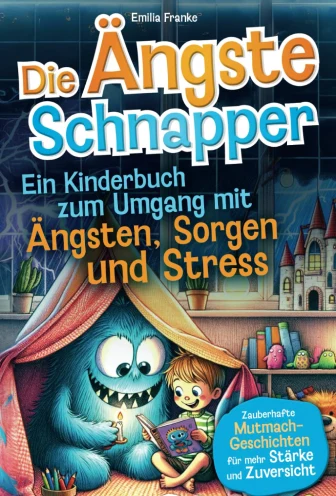 Emilia Franke
Die Ängste
Schnapper
Ein Kinderbuch
zum Umgang mit
Ängsten, Sorgen
und Stress
Zauberhafte
Mutmach-
Geschichten
für mehr Stärke
und Zuversicht